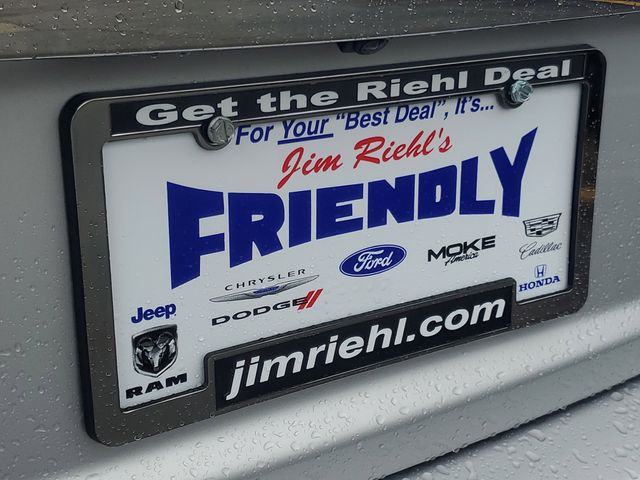 Get the Riehl Deal
For Your "Best Deal", It's...
Jim Riehl's
FRIENDLY
Jeep
RAM
CHRYSLER
DODGE
Ford
MOKE
America
Cadillac
HONDA
jimriehl.com